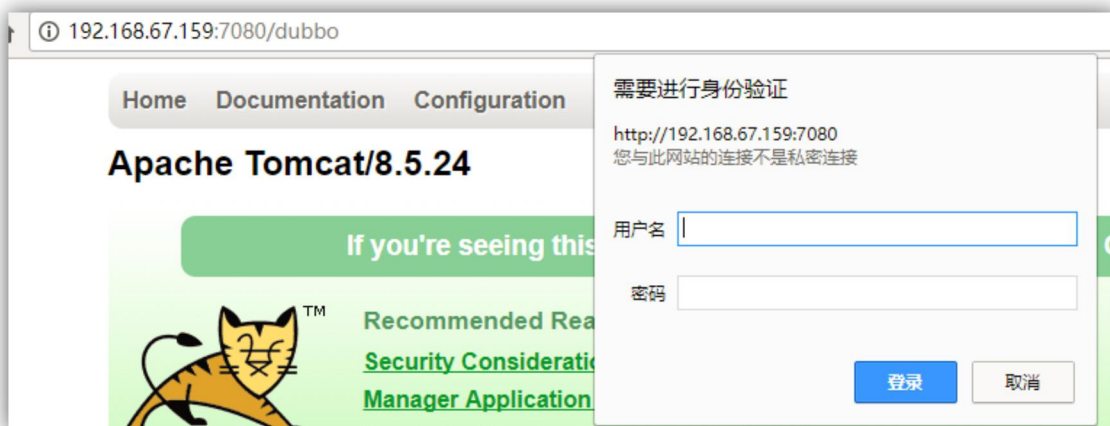 192.168.67.159:7080/dubbo
Home Documentation Configuration
Apache Tomcat/8.5.24
If you're seeing this
TM
Recommended Rea
Security Consideratio
Manager Application
需要进行身份验证
http://192.168.67.159:7080
您与此网站的连接不是私密连接
用户名
密码
登录 取消